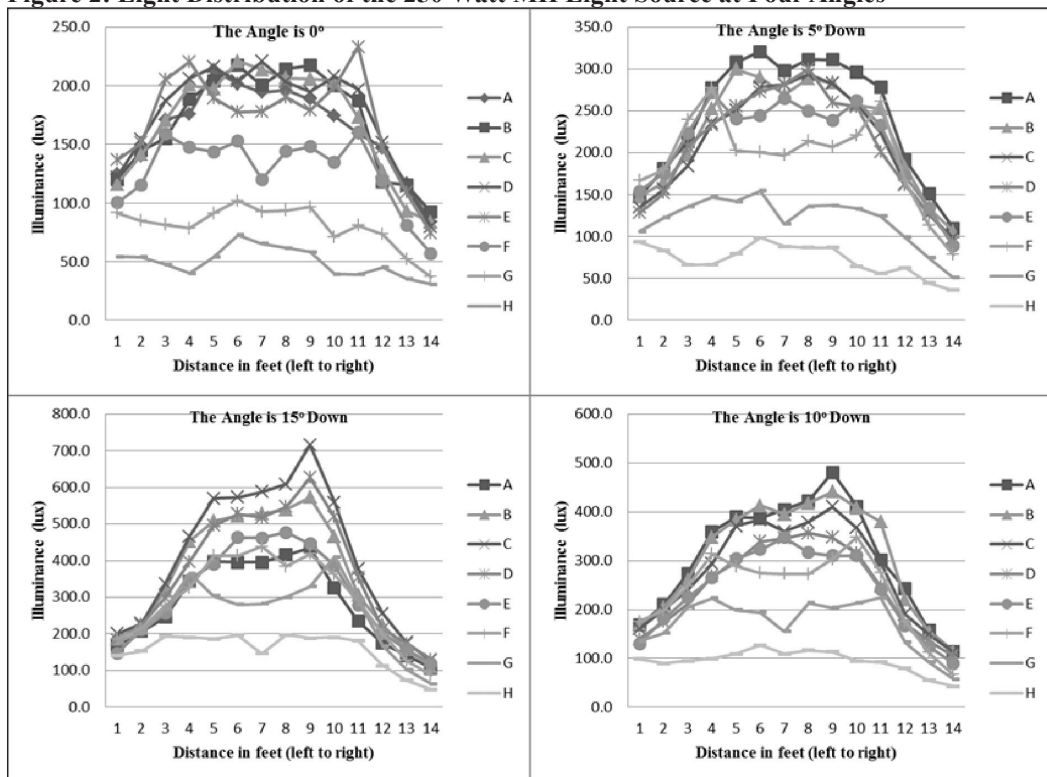 Figure 2: Light Distribution of the 250-Watt MH Light Source at Four Angles
The Angle is 0°
250.0
200.0
150.0
100.0
50.0
0.0
Illuminance (lux)
1 2 3 4 5 6 7 8 9 10 11 12 13 14
Distance in feet (left to right)
A
B
C
D
E
F
G
H
The Angle is 5° Down
350.0
300.0
250.0
200.0
150.0
100.0
50.0
0.0
Illuminance (lux)
1 2 3 4 5 6 7 8 9 10 11 12 13 14
Distance in feet (left to right)
A
B
C
D
E
F
G
H
The Angle is 15° Down
800.0
700.0
600.0
500.0
400.0
300.0
200.0
100.0
0.0
Illuminance (lux)
1 2 3 4 5 6 7 8 9 10 11 12 13 14
Distance in feet (left to right)
A
B
C
D
E
F
G
H
The Angle is 10° Down
600.0
500.0
400.0
300.0
200.0
100.0
0.0
Illuminance (lux)
1 2 3 4 5 6 7 8 9 10 11 12 13 14
Distance in feet (left to right)
A
B
C
D
E
F
G
H